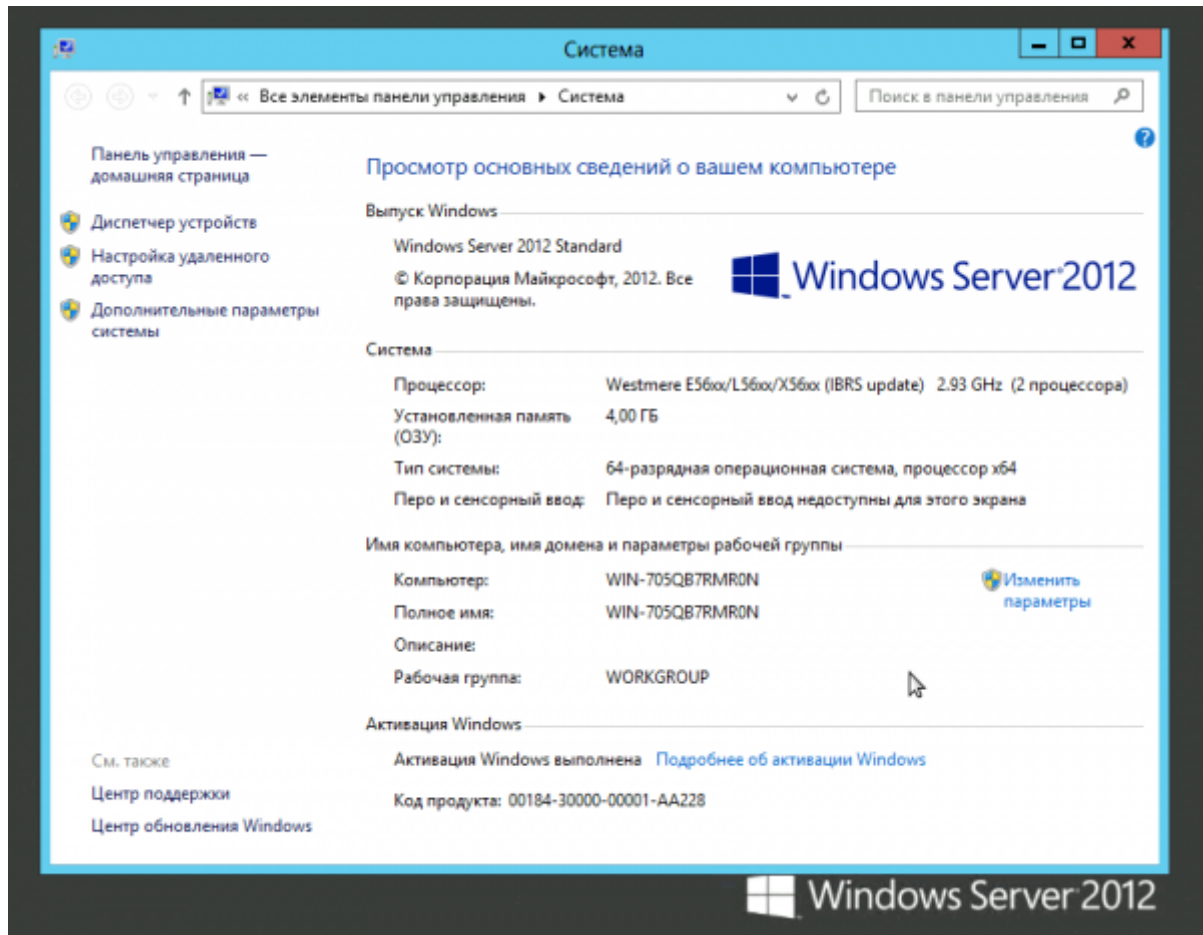 Система
« Все элементы панели управления ▸ Система
Поиск в панели управления
Панель управления —
домашняя страница
Диспетчер устройств
Настройка удаленного
доступа
Дополнительные параметры
системы
Просмотр основных сведений о вашем компьютере
Выпуск Windows
Windows Server 2012 Standard
© Корпорация Майкрософт, 2012. Все
права защищены.
Windows Server 2012
Система
Процессор: Westmere E56xx/L56xx/X56xx (IBRS update) 2.93 GHz (2 процессора)
Установленная память 4,00 ГБ
(ОЗУ):
Тип системы: 64-разрядная операционная система, процессор x64
Перо и сенсорный ввод: Перо и сенсорный ввод недоступны для этого экрана
Имя компьютера, имя домена и параметры рабочей группы
Компьютер: WIN-705QB7RMR0N
Изменить
параметры
Полное имя: WIN-705QB7RMR0N
Описание:
Рабочая группа: WORKGROUP
Активация Windows
Активация Windows выполнена Подробнее об активации Windows
Код продукта: 00184-30000-00001-AA228
См. также
Центр поддержки
Центр обновления Windows
Windows Server 2012